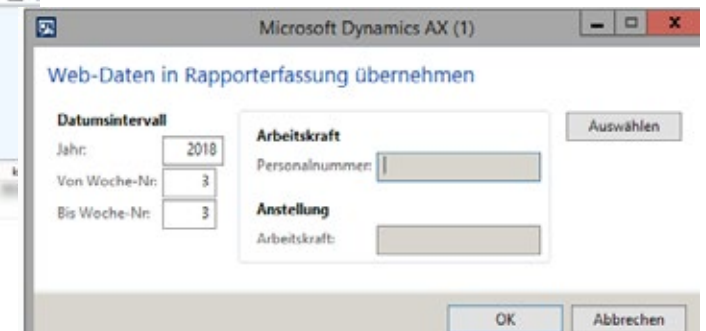 Microsoft Dynamics AX (1)
Web-Daten in Rapporterfassung übernehmen
Datumsintervall
Jahr: 2018
Von Woche-Nr: 3
Bis Woche-Nr: 3
Arbeitskraft
Personalnummer:
Anstellung
Arbeitskraft:
Auswählen
OK
Abbrechen